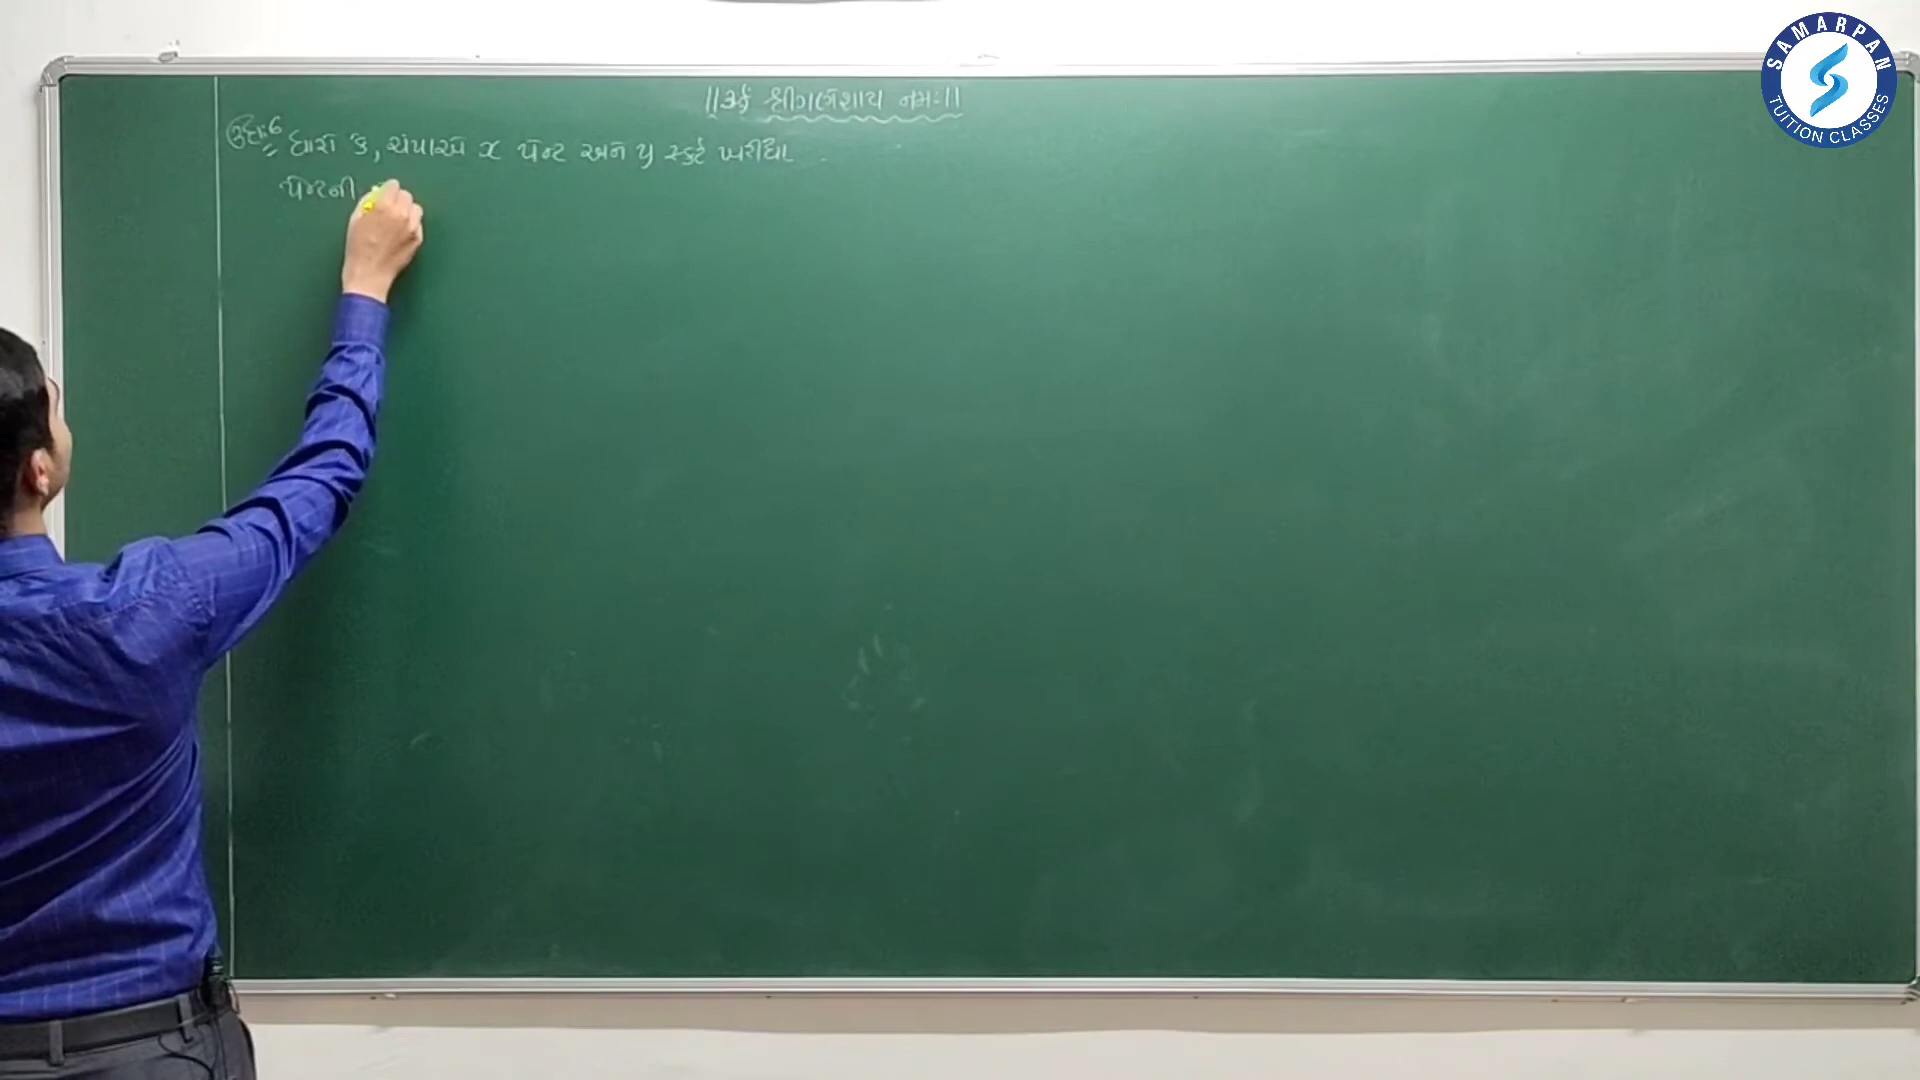 ||ૐ શ્રી ગણેશાય નમઃ||
ઉદા:6 ધારો કે, ચંપાએ x પેન્ટ અને y સ્કર્ટ ખરીદ્યા
પેન્ટની
SAMARPAN
TUITION CLASSES